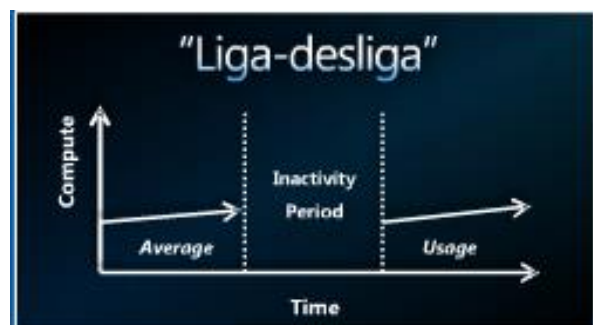 "Liga-desliga"
Compute
Inactivity
Period
Average
Usage
Time